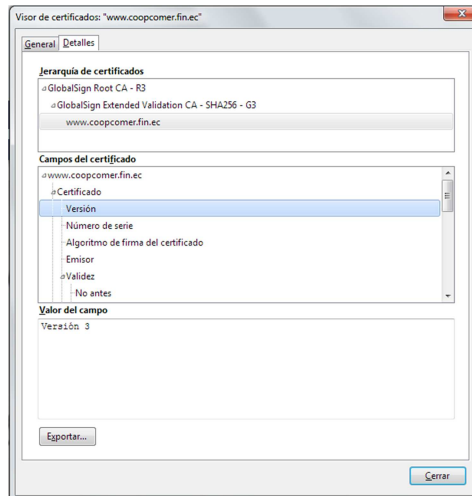 Visor de certificados: "www.coopcomer.fin.ec"
General Detalles
Jerarquía de certificados
GlobalSign Root CA - R3
GlobalSign Extended Validation CA - SHA256 - G3
www.coopcomer.fin.ec
Campos del certificado
www.coopcomer.fin.ec
Certificado
Versión
Número de serie
Algoritmo de firma del certificado
Emisor
Validez
No antes
Valor del campo
Versión 3
Exportar...
Cerrar